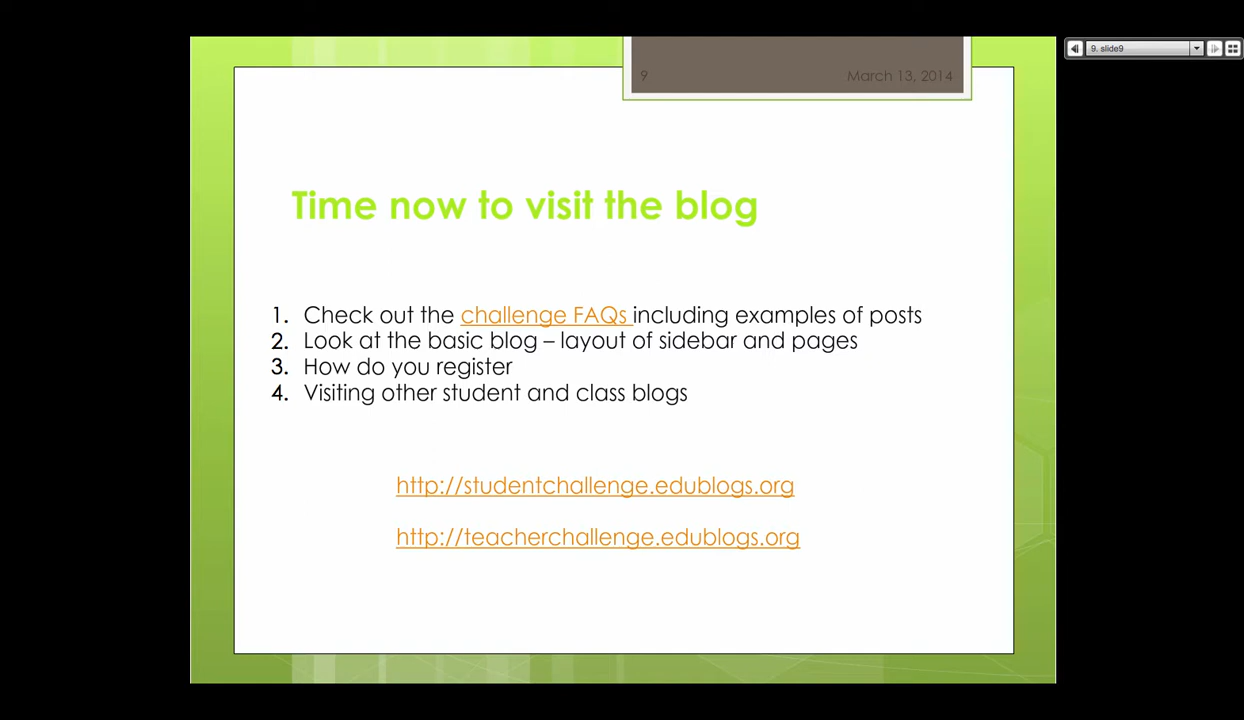 9. slide9
9 March 13, 2014
Time now to visit the blog
1. Check out the challenge FAQs including examples of posts
2. Look at the basic blog – layout of sidebar and pages
3. How do you register
4. Visiting other student and class blogs
http://studentchallenge.edublogs.org
http://teacherchallenge.edublogs.org